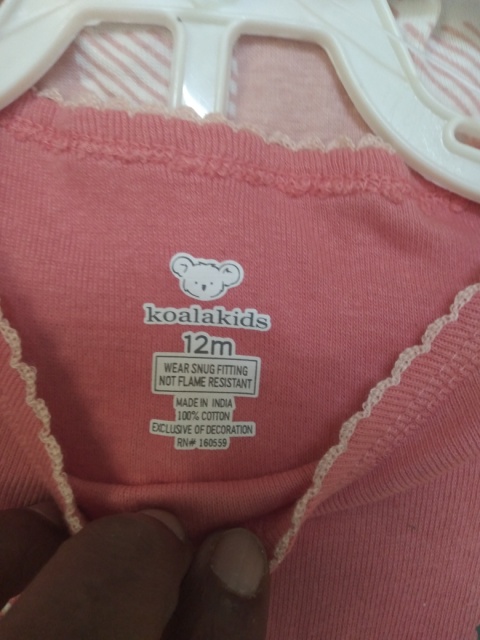 koalakids
12m
WEAR SNUG FITTING
NOT FLAME RESISTANT
MADE IN INDIA
100% COTTON
EXCLUSIVE OF DECORATION
RN# 160559